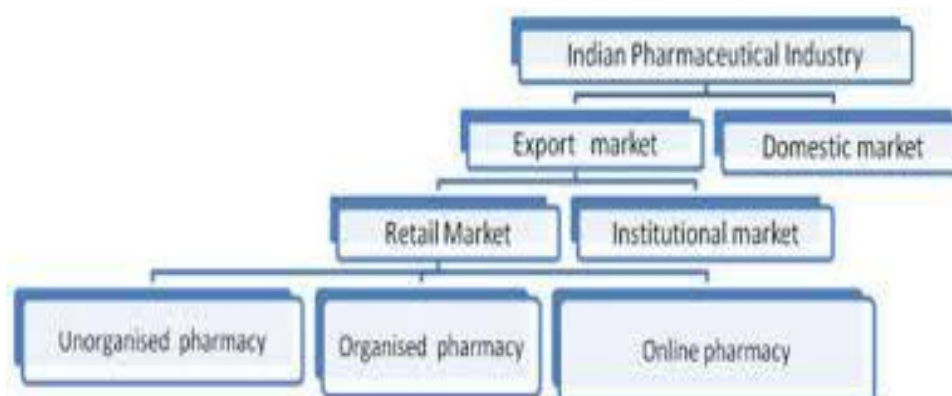 Indian Pharmaceutical Industry
Export market
Domestic market
Retail Market
Institutional market
Unorganised pharmacy
Organised pharmacy
Online pharmacy